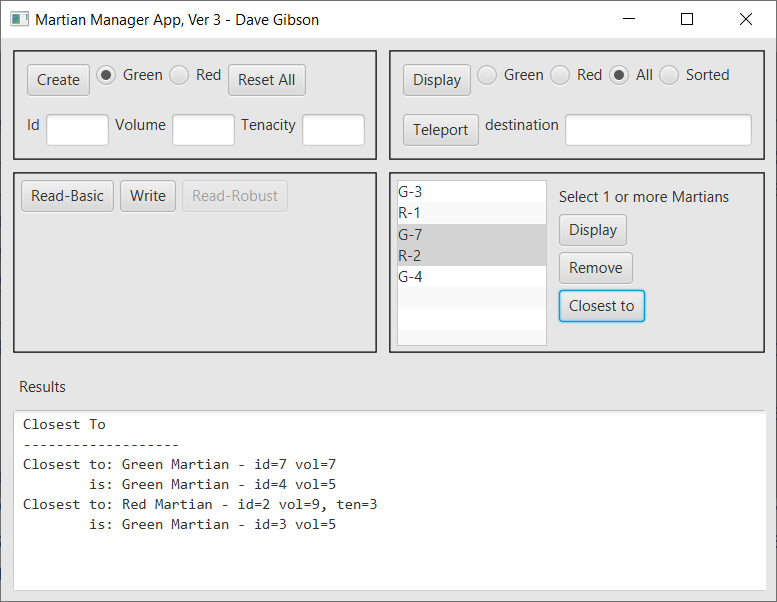 Martian Manager App, Ver 3 - Dave Gibson
Create Green Red Reset All
Id Volume Tenacity
Display Green Red All Sorted
Teleport destination
Read-Basic Write Read-Robust
G-3
R-1
G-7
R-2
G-4
Select 1 or more Martians
Display
Remove
Closest to
Results
Closest To
-------------------
Closest to: Green Martian - id=7 vol=7
        is: Green Martian - id=4 vol=5
Closest to: Red Martian - id=2 vol=9, ten=3
        is: Green Martian - id=3 vol=5